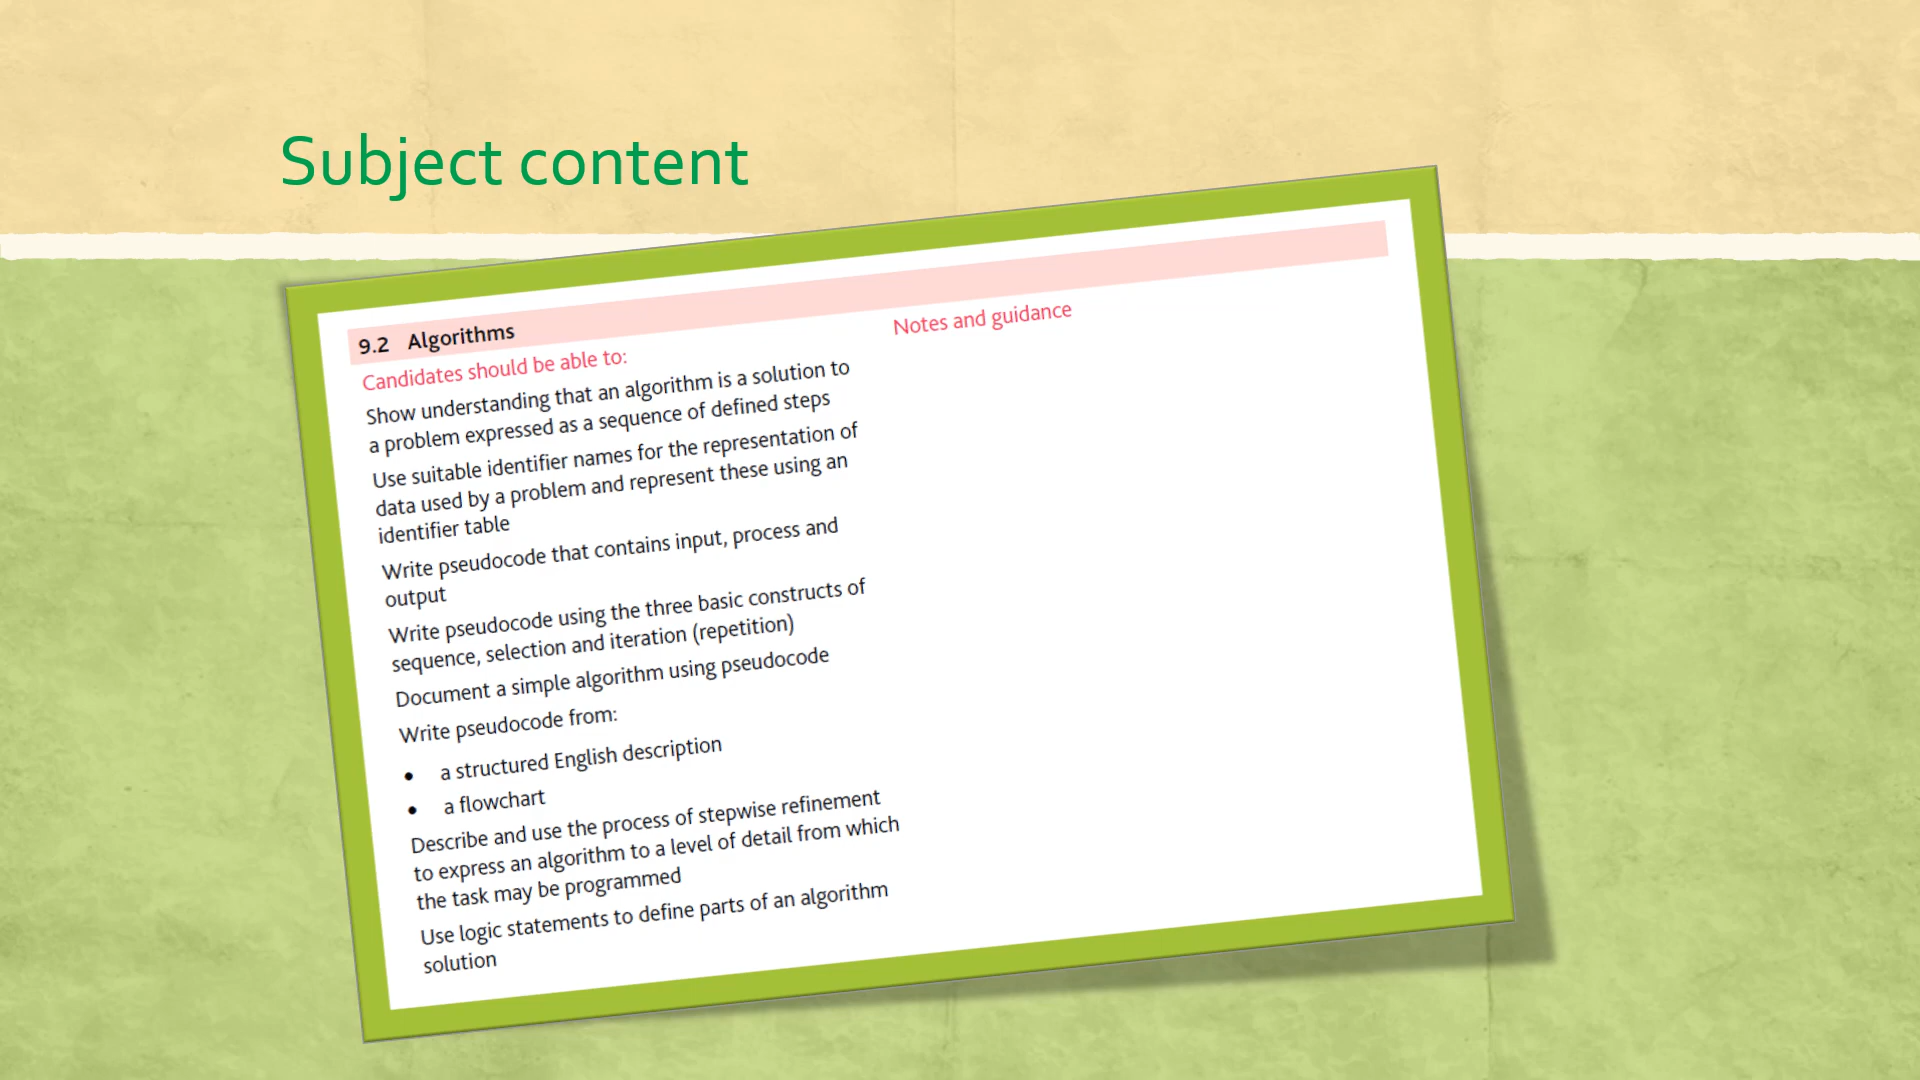 Subject content
9.2 Algorithms
Candidates should be able to:
Notes and guidance
Show understanding that an algorithm is a solution to
a problem expressed as a sequence of defined steps
Use suitable identifier names for the representation of
data used by a problem and represent these using an
identifier table
Write pseudocode that contains input, process and
output
Write pseudocode using the three basic constructs of
sequence, selection and iteration (repetition)
Document a simple algorithm using pseudocode
Write pseudocode from:
• a structured English description
• a flowchart
Describe and use the process of stepwise refinement
to express an algorithm to a level of detail from which
the task may be programmed
Use logic statements to define parts of an algorithm
solution